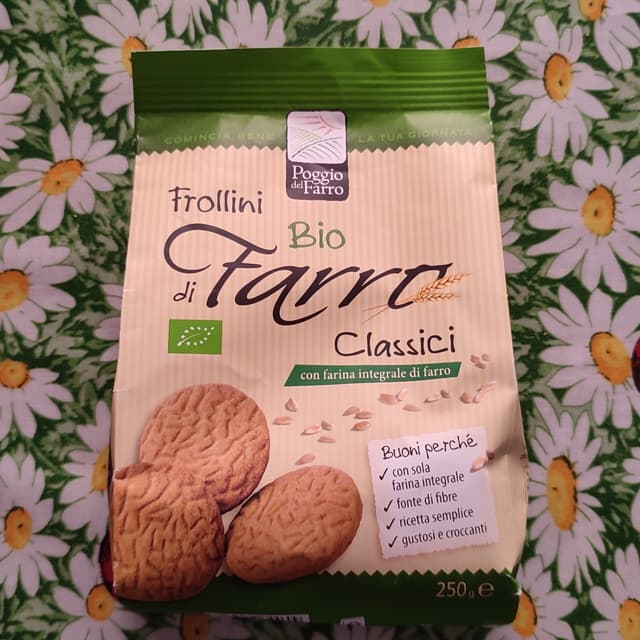 COMINCIA BENE LA TUA GIORNATA
Poggio
del Farro
Frollini
Bio
di Farro
Classici
con farina integrale di farro
Buoni perché
✓ con sola
farina integrale
✓ fonte di fibre
✓ ricetta semplice
✓ gustosi e croccanti
250g e